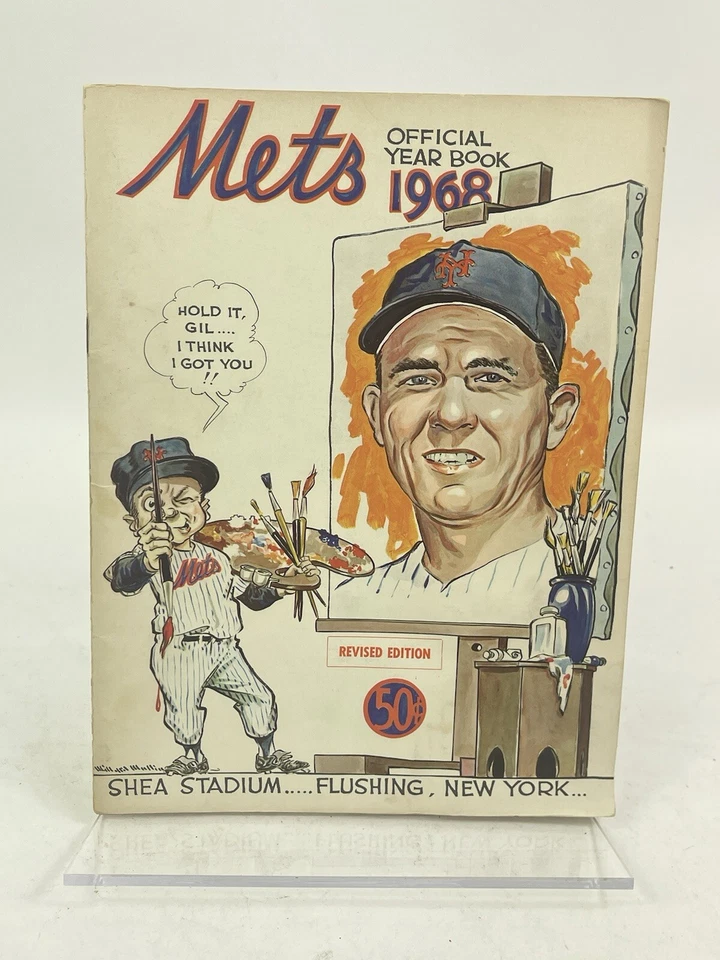 Mets
OFFICIAL
YEAR BOOK
1968
HOLD IT,
GIL....
I THINK
I GOT YOU
!!
NY
Mets
REVISED EDITION
50¢
Willard Mullin
SHEA STADIUM.....FLUSHING, NEW YORK...